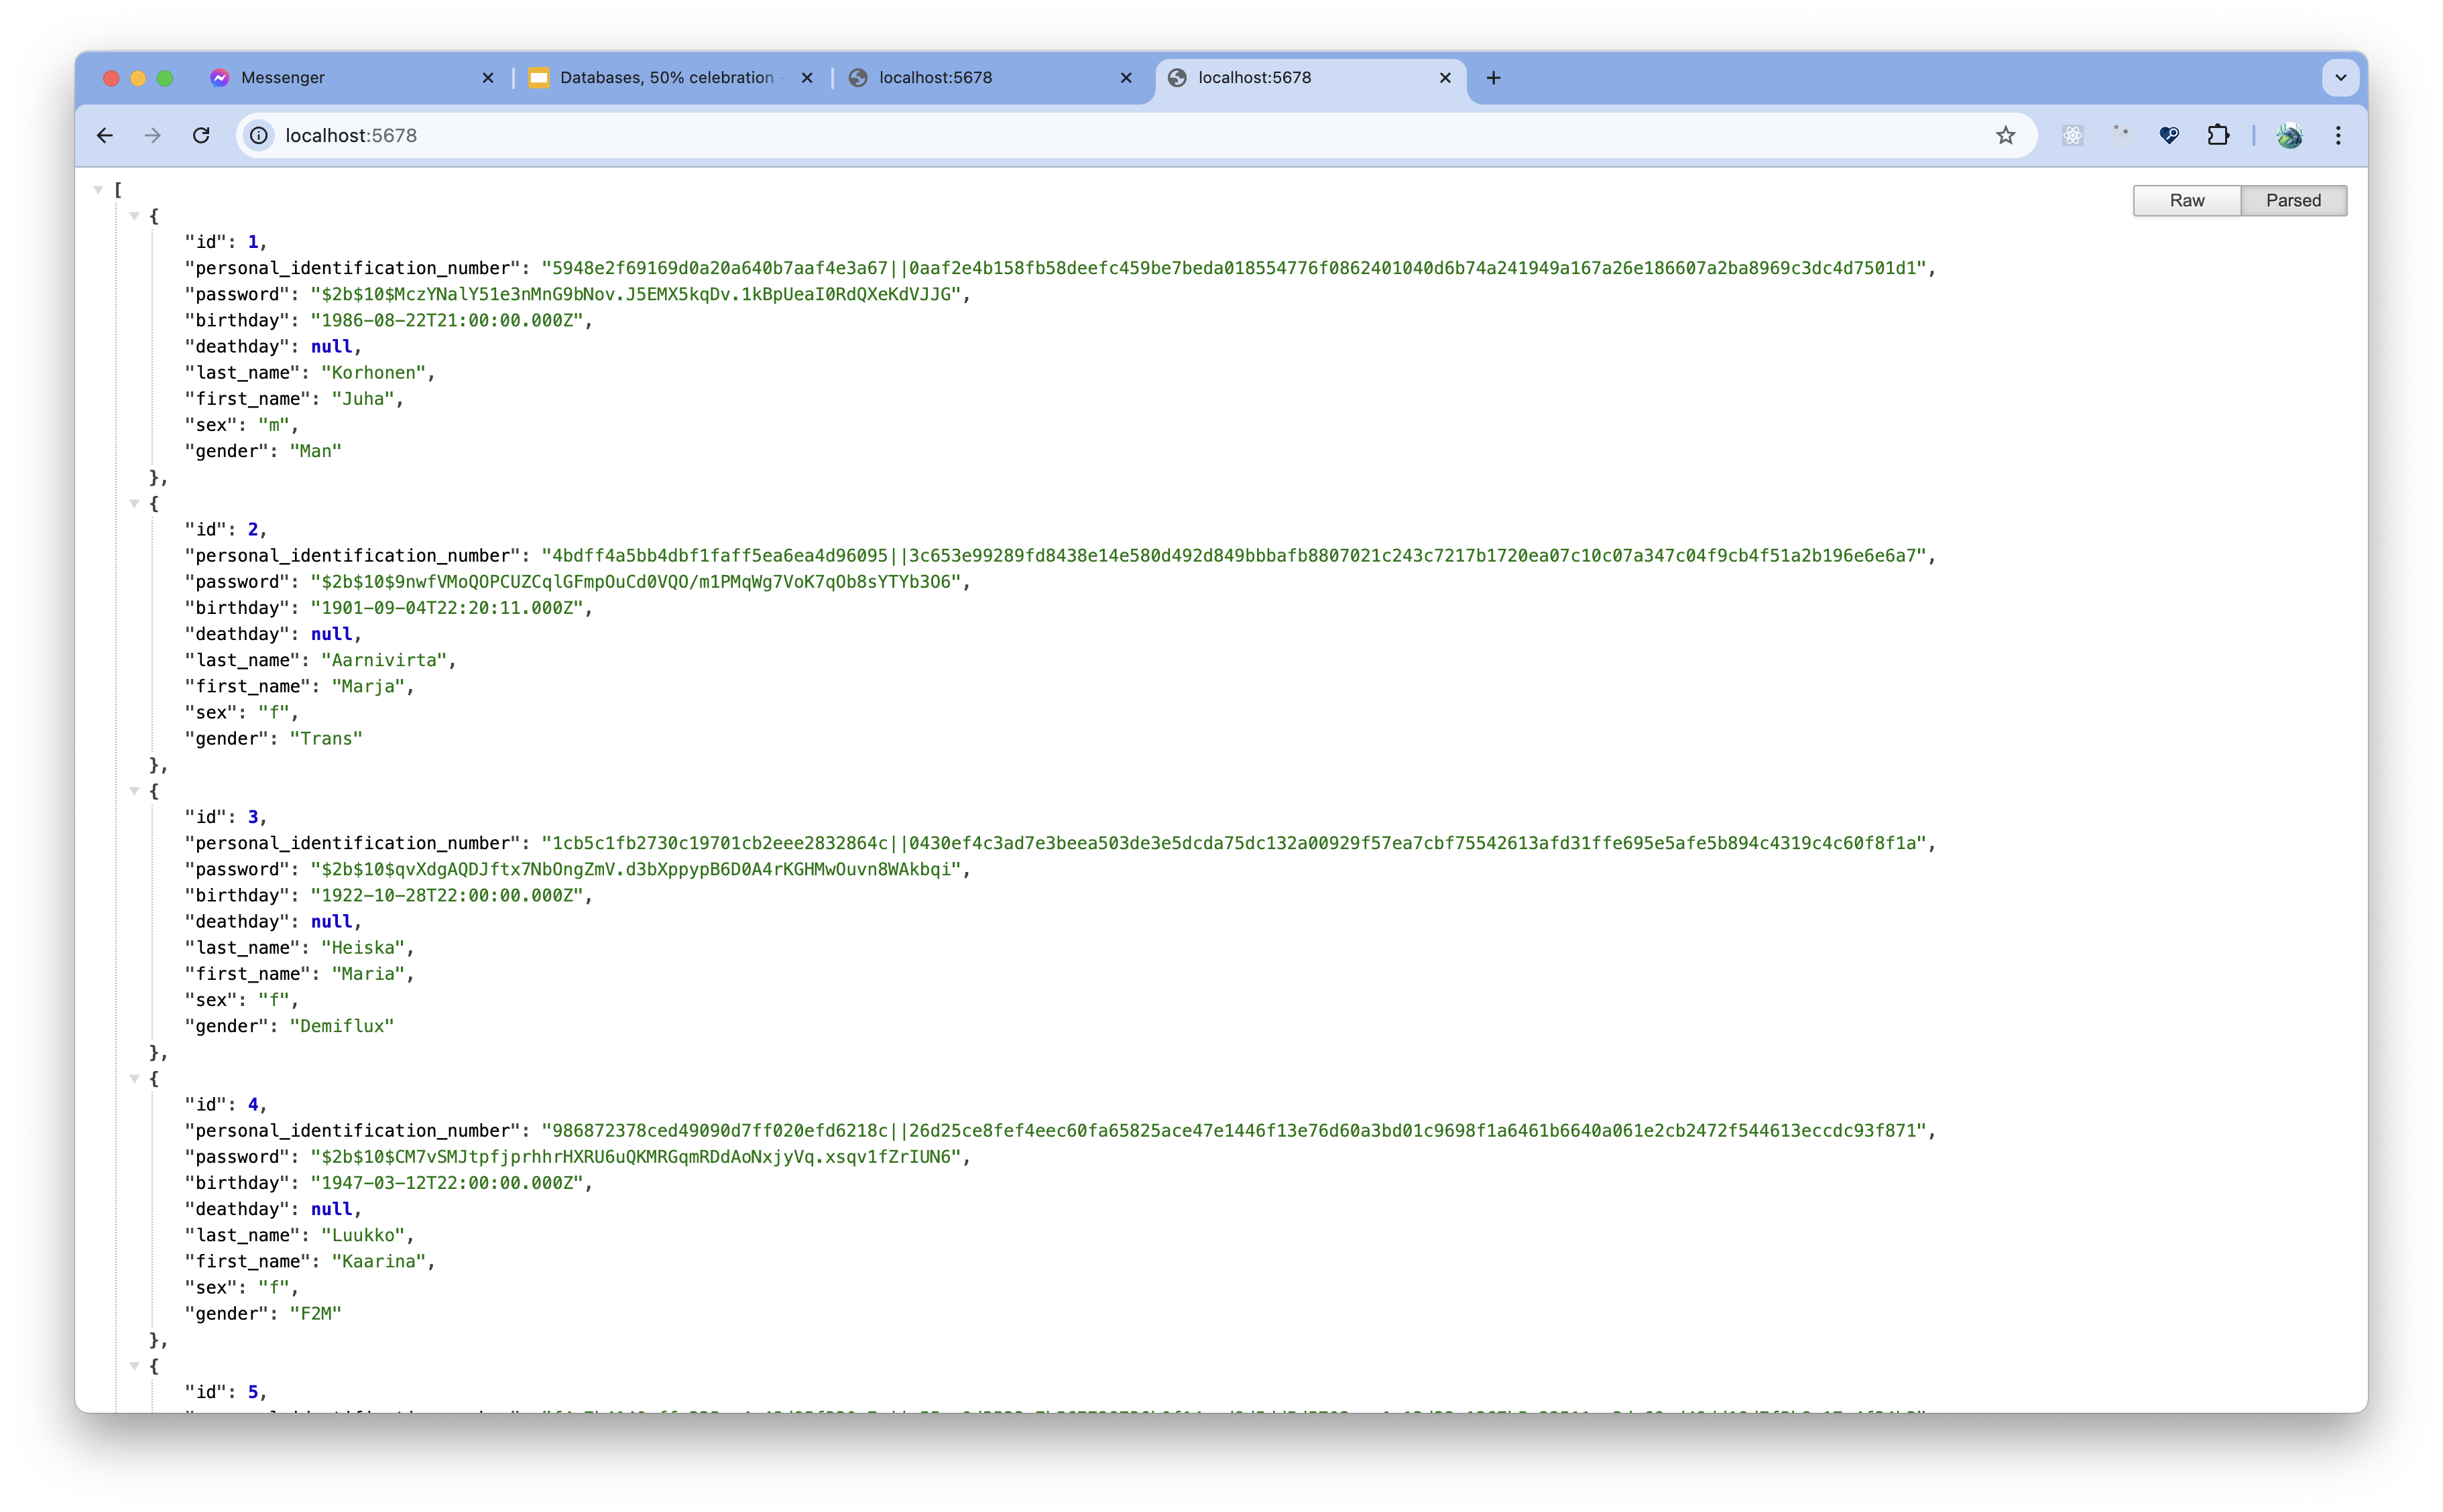 Messenger
Databases, 50% celebration
localhost:5678
localhost:5678
localhost:5678
Raw
Parsed
[
{
"id": 1,
"personal_identification_number": "5948e2f69169d0a20a640b7aaf4e3a67||0aaf2e4b158fb58deefc459be7beda018554776f0862401040d6b74a241949a167a26e186607a2ba8969c3dc4d7501d1",
"password": "$2b$10$MczYNalY51e3nMnG9bNov.J5EMX5kqDv.1kBpUeaI0RdQXeKdVJJG",
"birthday": "1986-08-22T21:00:00.000Z",
"deathday": null,
"last_name": "Korhonen",
"first_name": "Juha",
"sex": "m",
"gender": "Man"
},
{
"id": 2,
"personal_identification_number": "4bdff4a5bb4dbf1faff5ea6ea4d96095||3c653e99289fd8438e14e580d492d849bbbafb8807021c243c7217b1720ea07c10c07a347c04f9cb4f51a2b196e6e6a7",
"password": "$2b$10$9nwfVMoQOPCUZCqlGFmpOuCd0VQO/m1PMqWg7VoK7qOb8sYTYb3O6",
"birthday": "1901-09-04T22:20:11.000Z",
"deathday": null,
"last_name": "Aarnivirta",
"first_name": "Marja",
"sex": "f",
"gender": "Trans"
},
{
"id": 3,
"personal_identification_number": "1cb5c1fb2730c19701cb2eee2832864c||0430ef4c3ad7e3beea503de3e5dcda75dc132a00929f57ea7cbf75542613afd31ffe695e5afe5b894c4319c4c60f8f1a",
"password": "$2b$10$qvXdgAQDJftx7NbOngZmV.d3bXppypB6D0A4rKGHMwOuvn8WAkbqi",
"birthday": "1922-10-28T22:00:00.000Z",
"deathday": null,
"last_name": "Heiska",
"first_name": "Maria",
"sex": "f",
"gender": "Demiflux"
},
{
"id": 4,
"personal_identification_number": "986872378ced49090d7ff020efd6218c||26d25ce8fef4eec60fa65825ace47e1446f13e76d60a3bd01c9698f1a6461b6640a061e2cb2472f544613eccdc93f871",
"password": "$2b$10$CM7vSMJtpfjprhhrHXRU6uQKMRGqmRDdAoNxjyVq.xsqv1fZrIUN6",
"birthday": "1947-03-12T22:00:00.000Z",
"deathday": null,
"last_name": "Luukko",
"first_name": "Kaarina",
"sex": "f",
"gender": "F2M"
},
{
"id": 5,